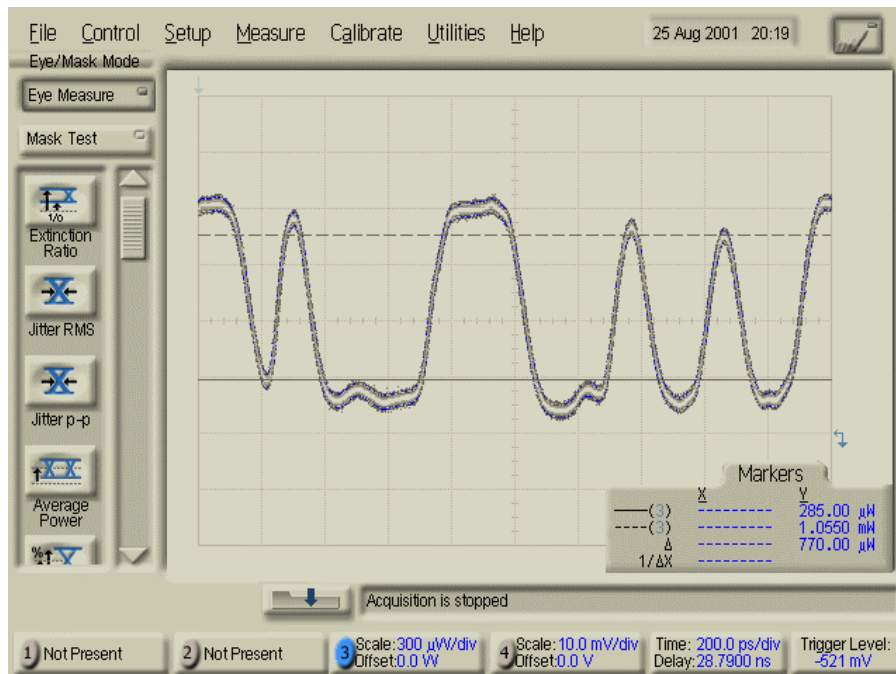 File Control Setup Measure Calibrate Utilities Help 25 Aug 2001 20:19
Eye/Mask Mode
Eye Measure
Mask Test
1/0
Extinction
Ratio
Jitter RMS
Jitter p-p
Average
Power
%
Markers
X Y
(3) --------- 285.00 µW
(3) --------- 1.0550 mW
Δ --------- 770.00 µW
1/ΔX ---------
Acquisition is stopped
1 Not Present
2 Not Present
3 Scale:300 µW/div
Offset:0.0 W
4 Scale:10.0 mV/div
Offset:0.0 V
Time:200.0 ps/div
Delay:28.7900 ns
Trigger Level:
-521 mV